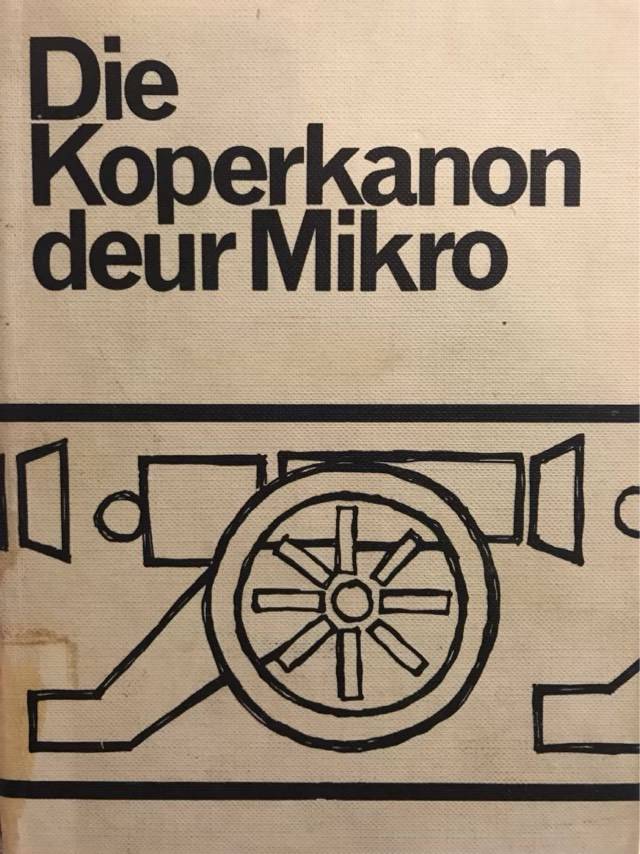 Die
Koperkanon
deur Mikro